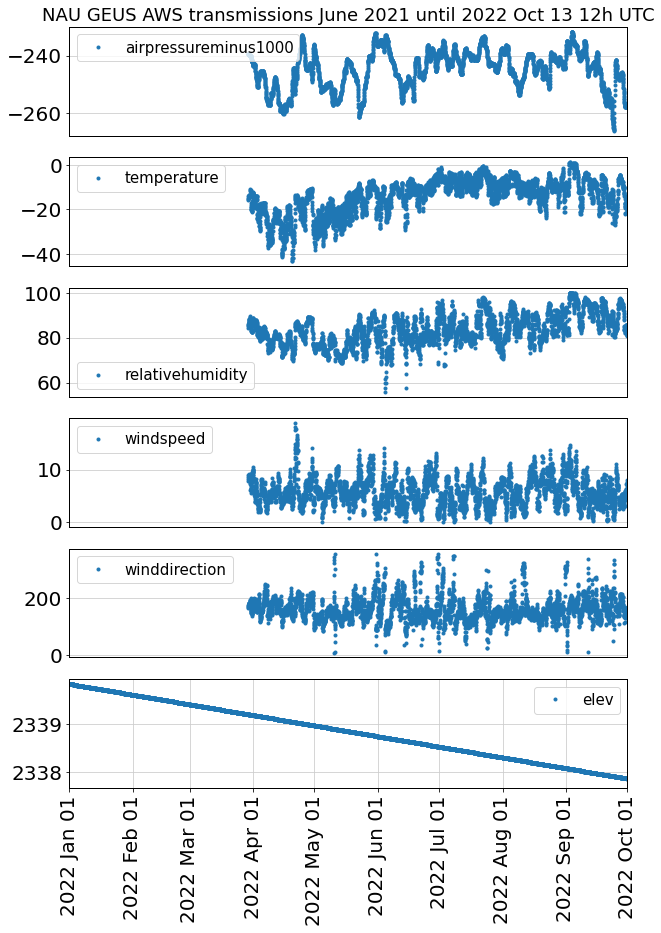 NAU GEUS AWS transmissions June 2021 until 2022 Oct 13 12h UTC
airpressureminus1000
−240
−260
temperature
0
−20
−40
relativehumidity
100
80
60
windspeed
10
0
winddirection
200
0
elev
2339
2338
2022 Jan 01
2022 Feb 01
2022 Mar 01
2022 Apr 01
2022 May 01
2022 Jun 01
2022 Jul 01
2022 Aug 01
2022 Sep 01
2022 Oct 01